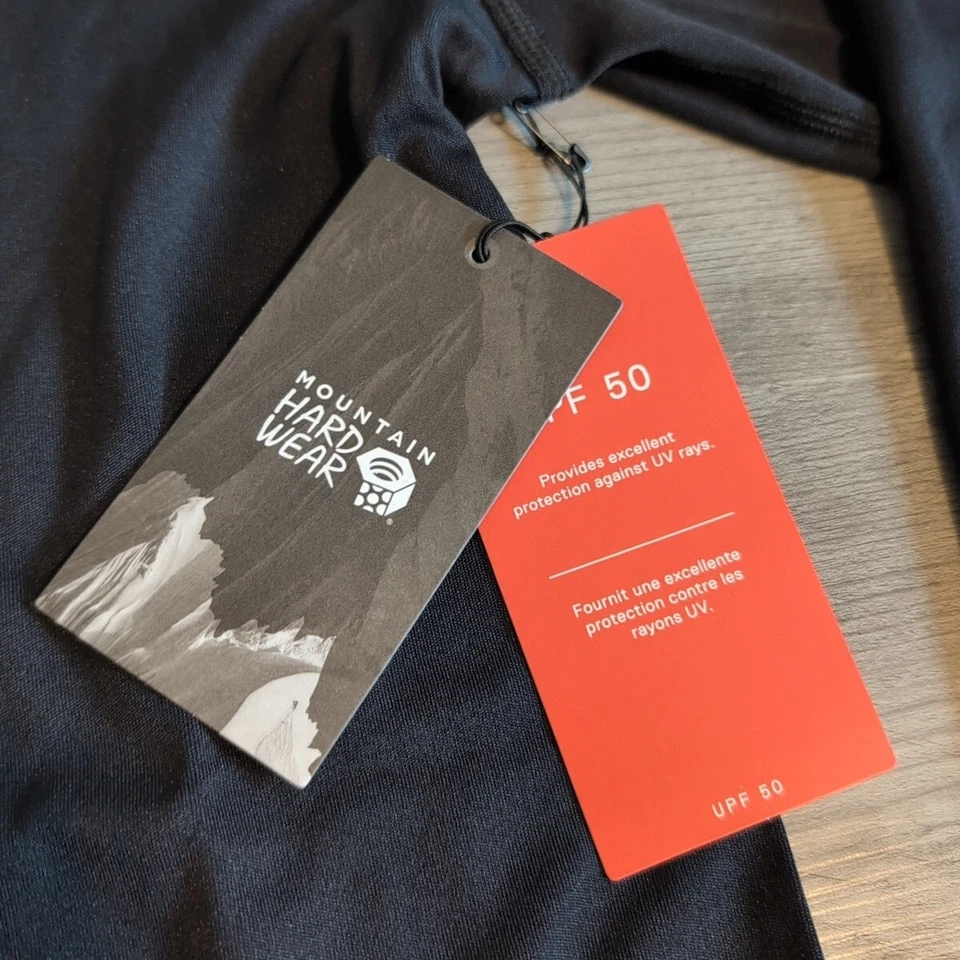 MOUNTAIN
HARD
WEAR
®
PF 50
Provides excellent
protection against UV rays.
Fournit une excellente
protection contre les
rayons UV.
UPF 50